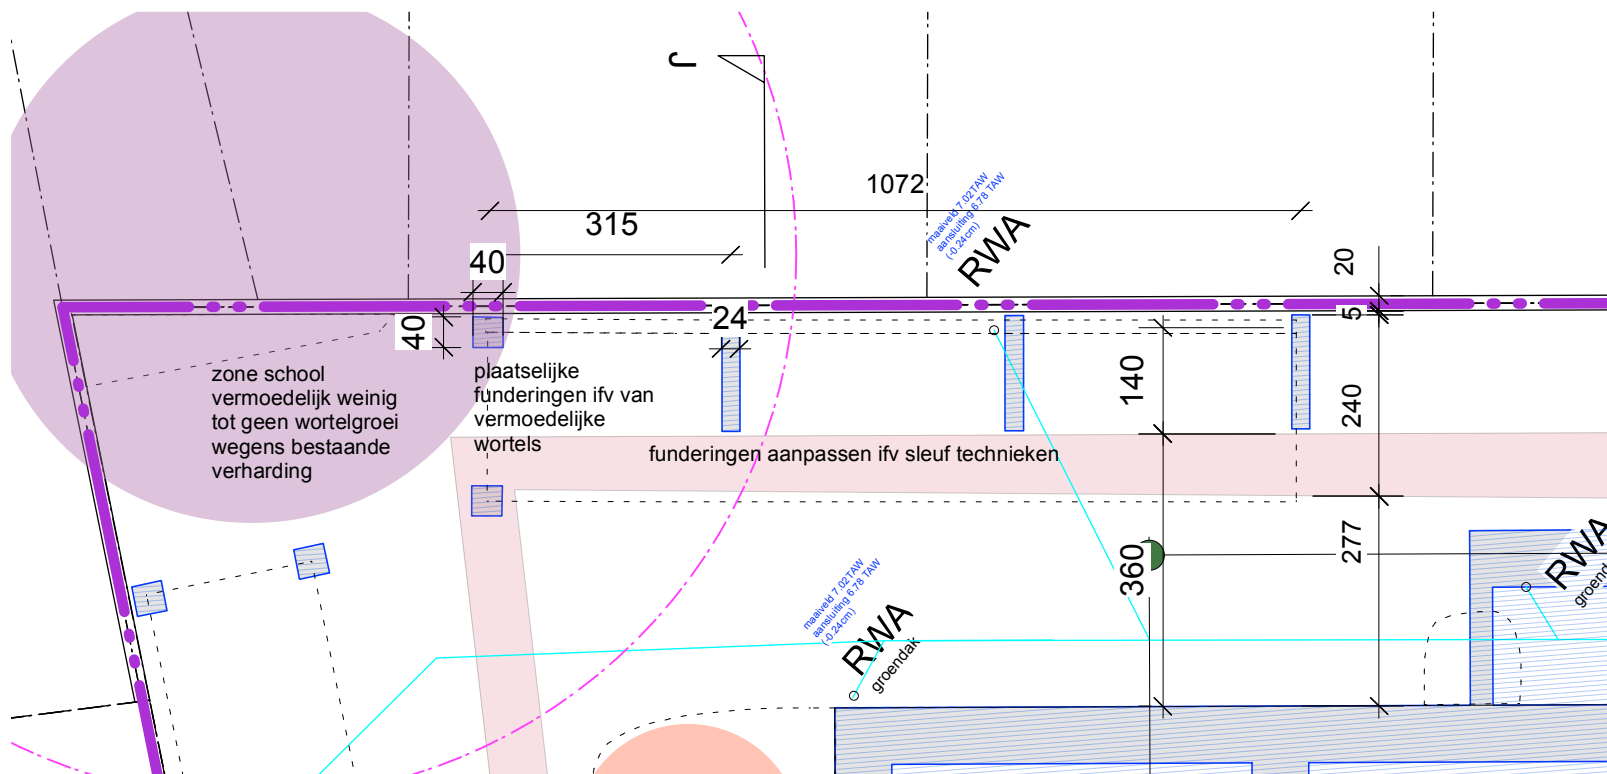 J
1072
315
maaiveld 7.02TAW
aansluiting 6.78 TAW
(-0.24cm)
RWA
20
40
5
24
40
140
240
zone school
vermoedelijk weinig
tot geen wortelgroei
wegens bestaande
verharding
plaatselijke
funderingen ifv van
vermoedelijke
wortels
funderingen aanpassen ifv sleuf technieken
360
277
RWA
groend
maaiveld 7.02TAW
aansluiting 6.78 TAW
(-0.24cm)
RWA
groendak